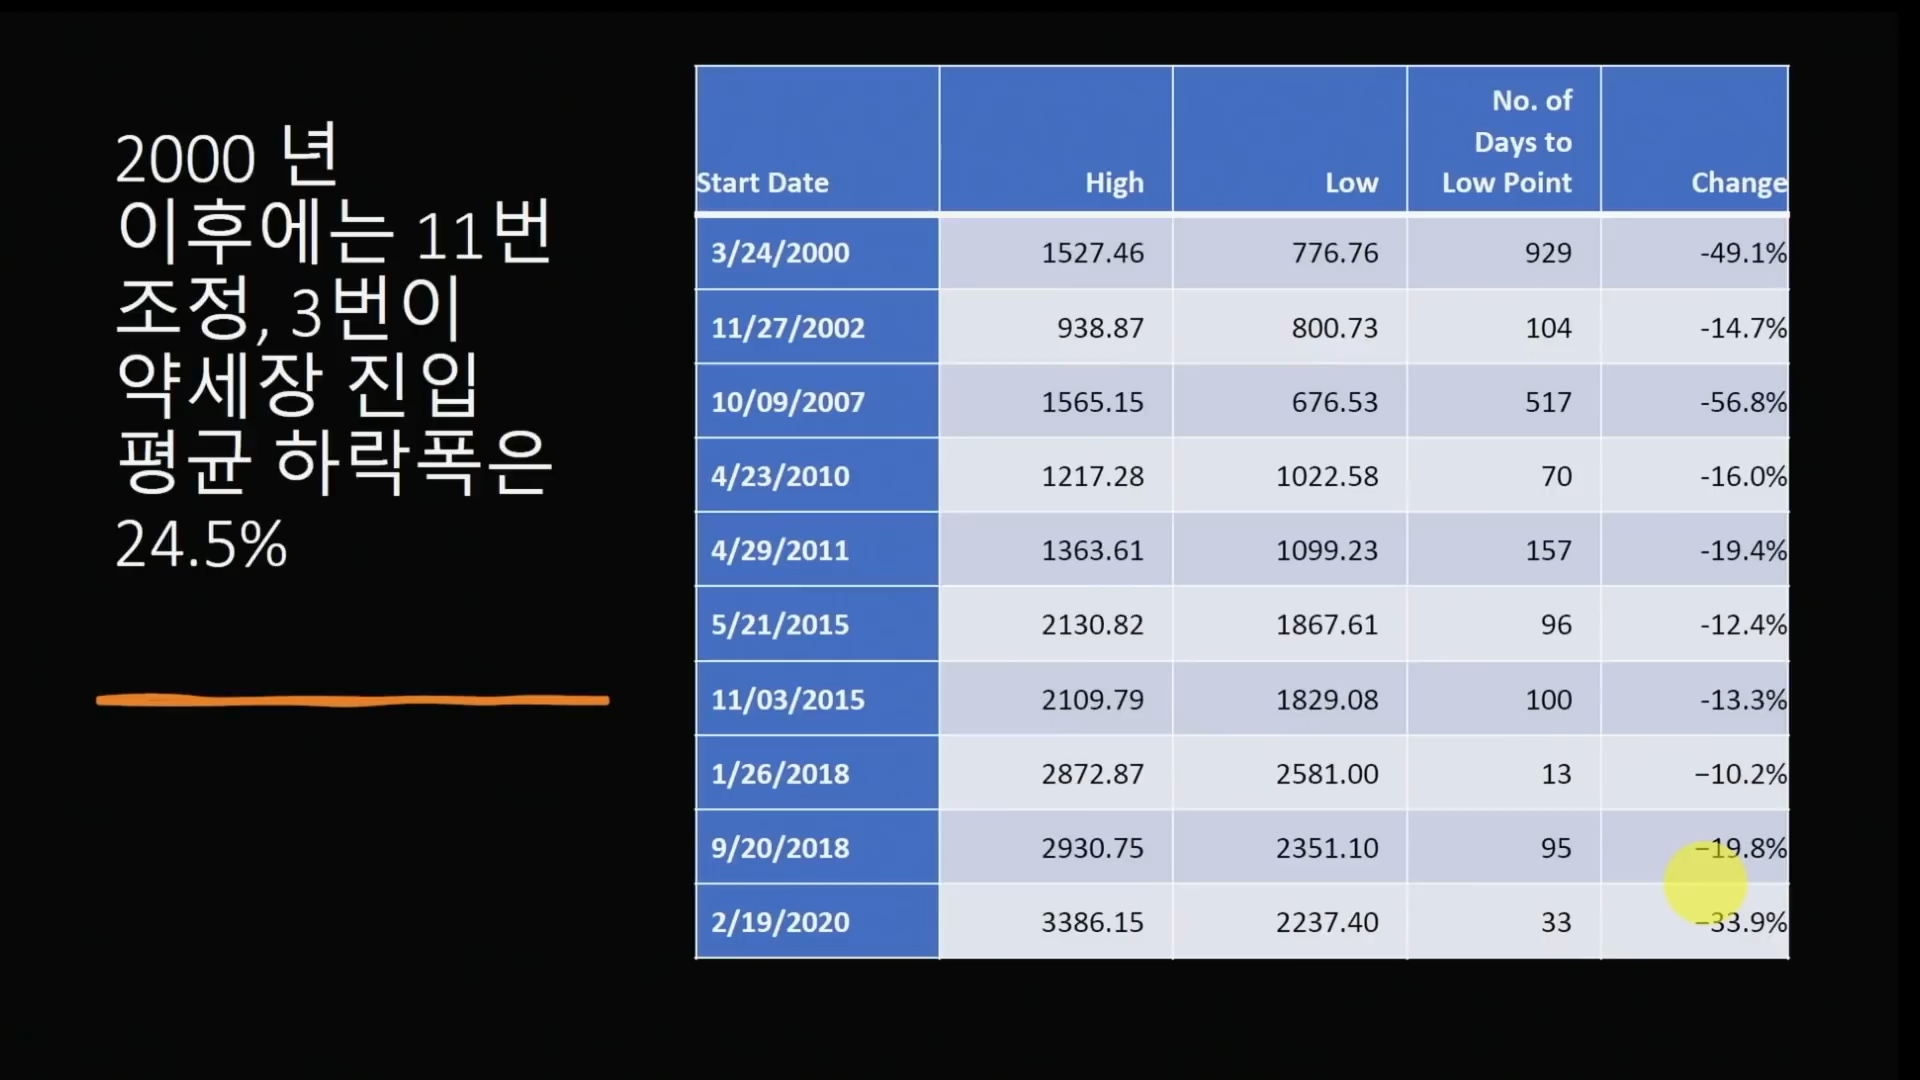 2000 년
이후에는 11번
조정, 3번이
약세장 진입
평균 하락폭은
24.5%
Start Date High Low No. of Days to Low Point Change
3/24/2000 1527.46 776.76 929 -49.1%
11/27/2002 938.87 800.73 104 -14.7%
10/09/2007 1565.15 676.53 517 -56.8%
4/23/2010 1217.28 1022.58 70 -16.0%
4/29/2011 1363.61 1099.23 157 -19.4%
5/21/2015 2130.82 1867.61 96 -12.4%
11/03/2015 2109.79 1829.08 100 -13.3%
1/26/2018 2872.87 2581.00 13 −10.2%
9/20/2018 2930.75 2351.10 95 −19.8%
2/19/2020 3386.15 2237.40 33 −33.9%